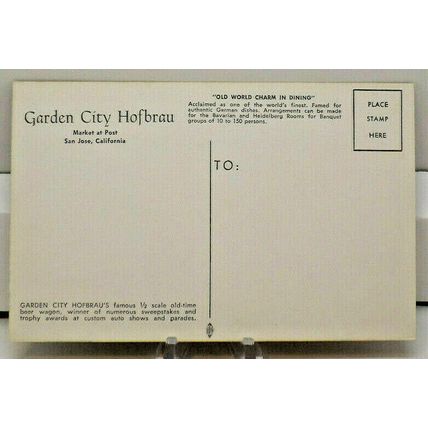 Garden City Hofbrau
Market at Post
San Jose, California
"OLD WORLD CHARM IN DINING"
Acclaimed as one of the world's finest. Famed for
authentic German dishes. Arrangements can be made
for the Bavarian and Heidelberg Rooms for Banquet
groups of 10 to 150 persons.
PLACE
STAMP
HERE
TO:
GARDEN CITY HOFBRAU'S famous ½ scale old-time
beer wagon, winner of numerous sweepstakes and
trophy awards at custom auto shows and parades.